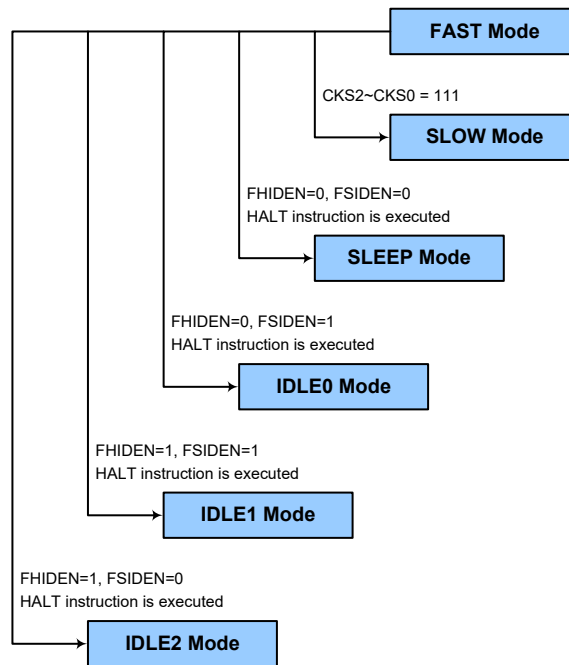 FAST Mode
CKS2~CKS0 = 111
SLOW Mode
FHIDEN=0, FSIDEN=0
HALT instruction is executed
SLEEP Mode
FHIDEN=0, FSIDEN=1
HALT instruction is executed
IDLE0 Mode
FHIDEN=1, FSIDEN=1
HALT instruction is executed
IDLE1 Mode
FHIDEN=1, FSIDEN=0
HALT instruction is executed
IDLE2 Mode